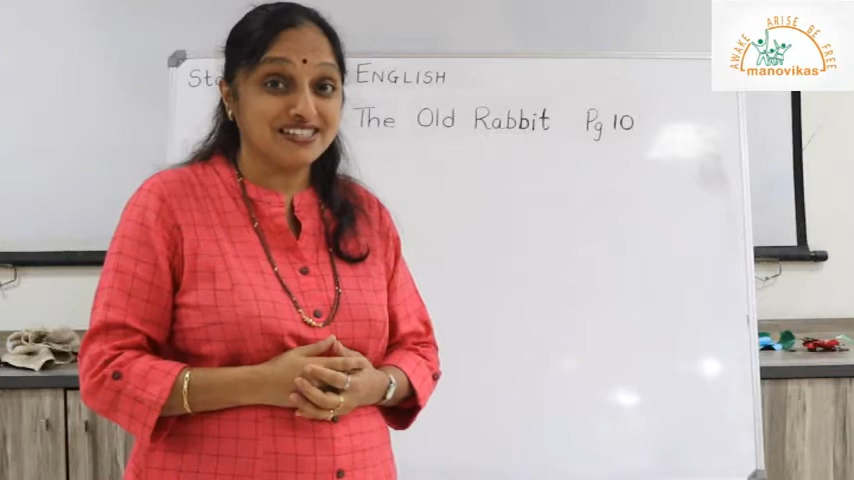 ENGLISH
The Old Rabbit Pg 10
AWAKE ARISE BE FREE
manovikas